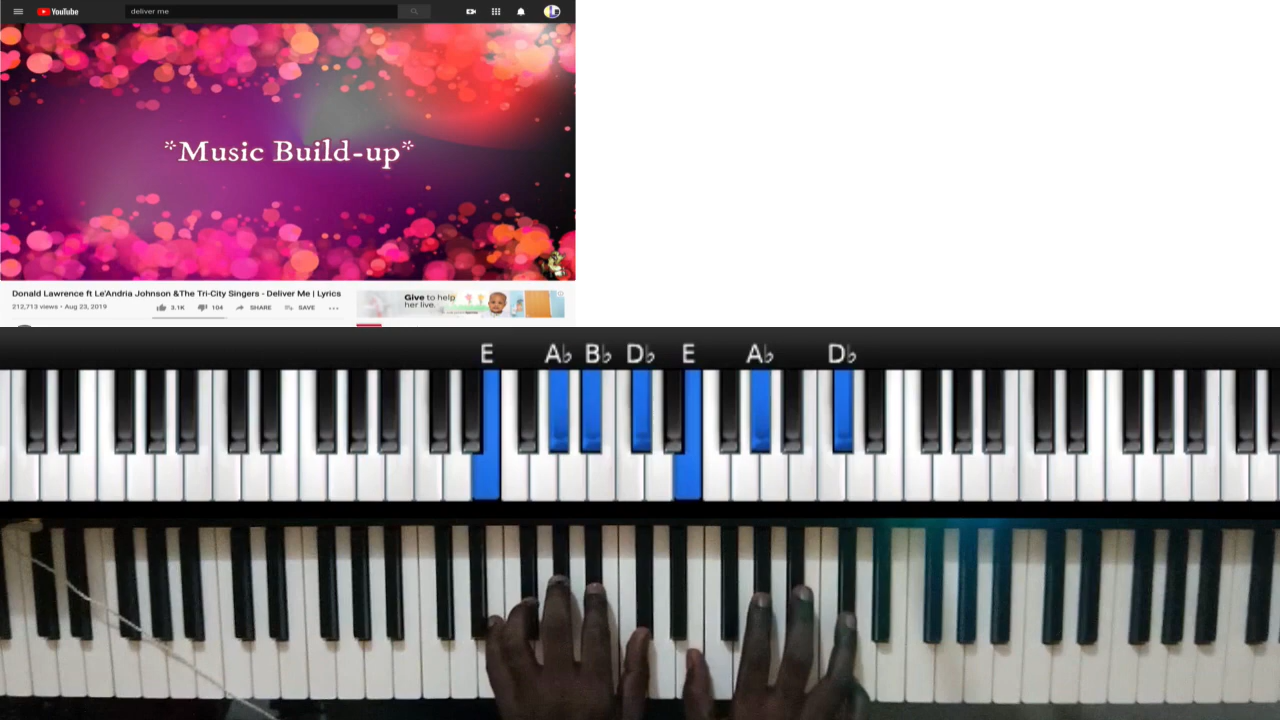 YouTube
deliver me
*Music Build-up*
Donald Lawrence ft Le'Andria Johnson &The Tri-City Singers - Deliver Me | Lyrics
212,713 views • Aug 23, 2019
3.1K
104
SHARE
SAVE
Give to help
her live.
E A♭ B♭ D♭ E A♭ D♭